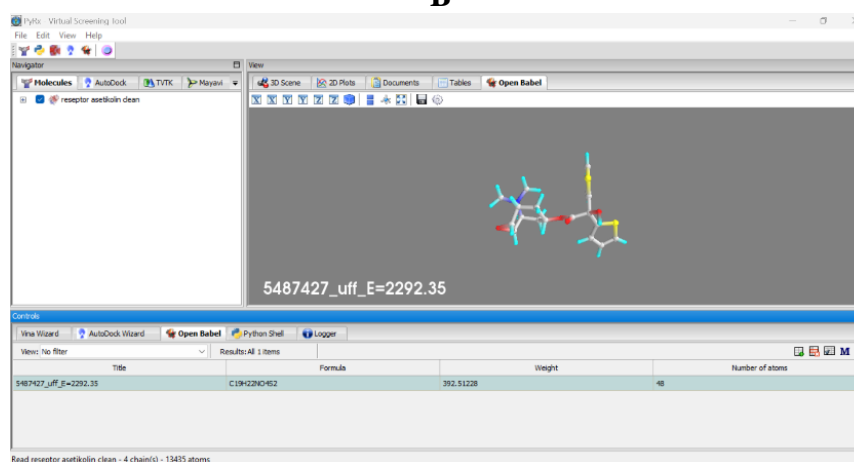 B
PyRx - Virtual Screening Tool
File Edit View Help
Navigator
View
Molecules AutoDock TVTK Mayavi
3D Scene 2D Plots Documents Tables Open Babel
reseptor asetikolin clean
X X Y Y Z Z
5487427_uff_E=2292.35
Controls
Vina Wizard AutoDock Wizard Open Babel Python Shell Logger
View: No filter Results:All 1 items M
Title Formula Weight Number of atoms
5487427_uff_E=2292.35 C19H22NO4S2 392.51228 48
Read reseptor asetikolin clean - 4 chain(s) - 13435 atoms